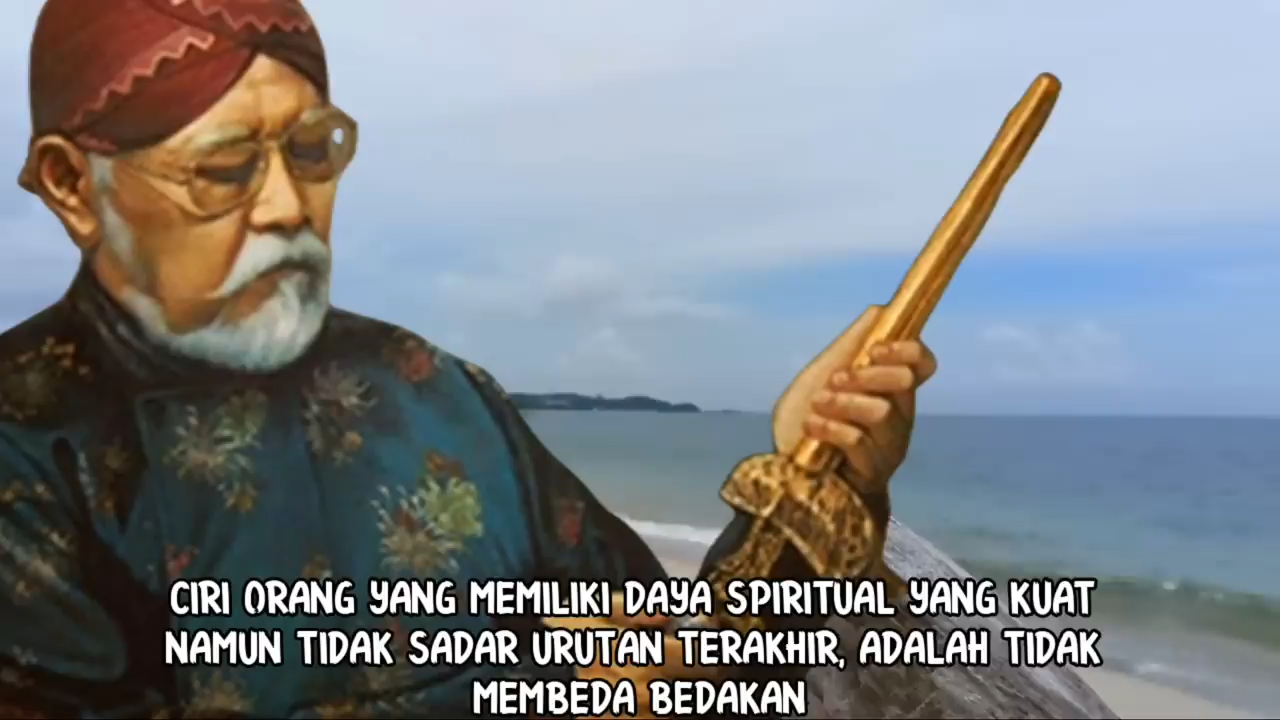 CIRI ORANG YANG MEMILIKI DAYA SPIRITUAL YANG KUAT
NAMUN TIDAK SADAR URUTAN TERAKHIR, ADALAH TIDAK
MEMBEDA BEDAKAN